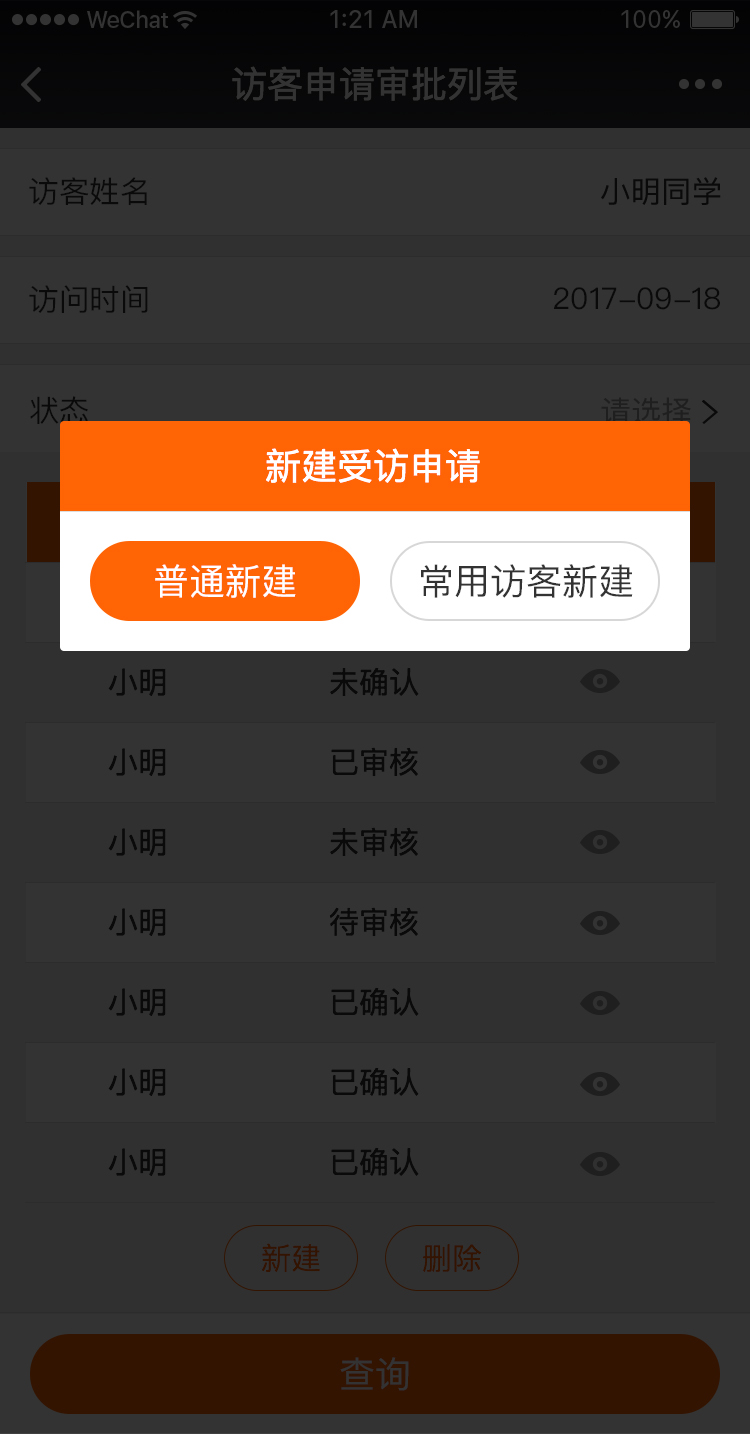 WeChat 1:21 AM 100%
访客申请审批列表
访客姓名 小明同学
访问时间 2017-09-18
状态 请选择
新建受访申请
普通新建 常用访客新建
小明 未确认
小明 已审核
小明 未审核
小明 待审核
小明 已确认
小明 已确认
小明 已确认
新建 删除
查询